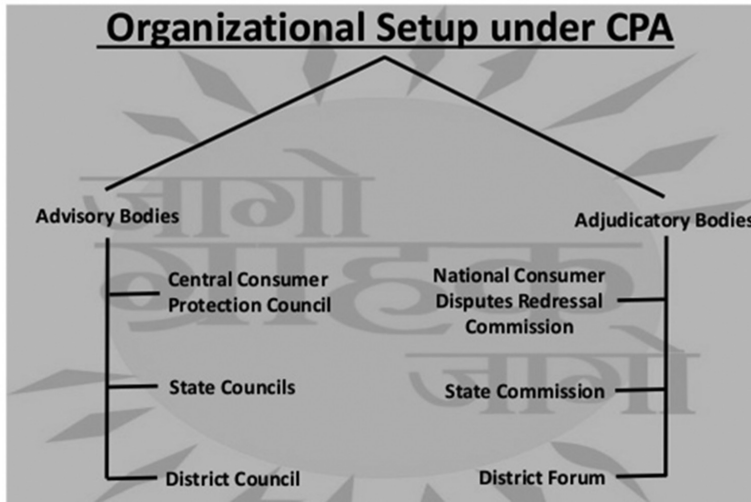 Organizational Setup under CPA
जागो
ग्राहक
जागो
Advisory Bodies
Central Consumer
Protection Council
State Councils
District Council
Adjudicatory Bodies
National Consumer
Disputes Redressal
Commission
State Commission
District Forum